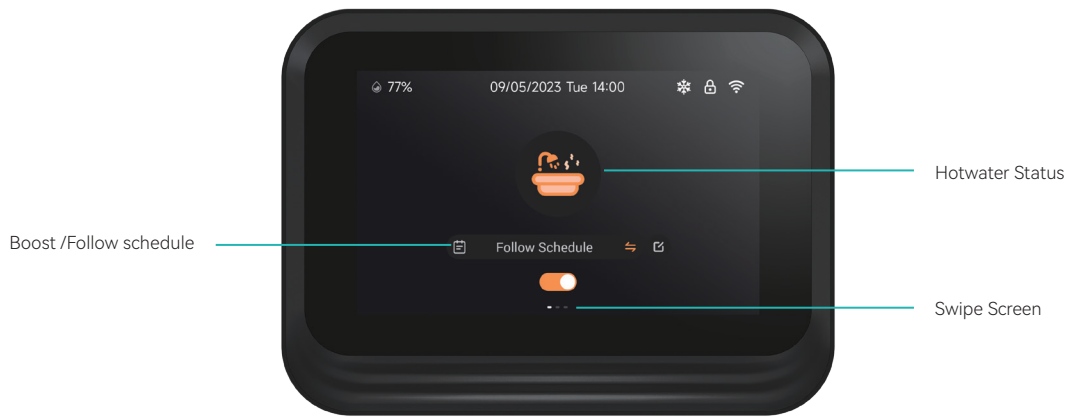 77%
09/05/2023 Tue 14:00
Hotwater Status
Boost /Follow schedule
Follow Schedule
Swipe Screen